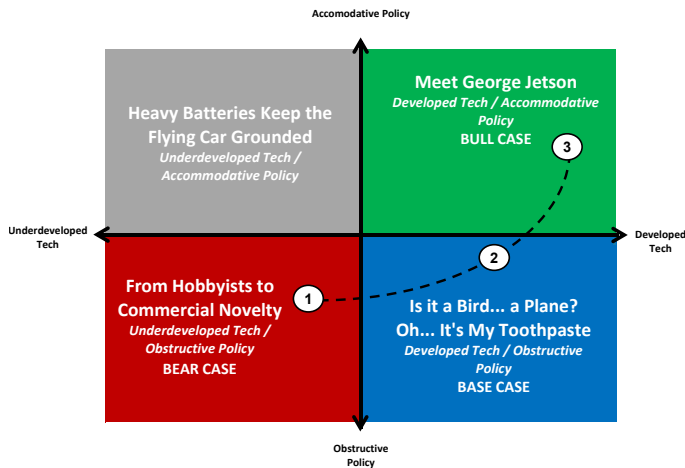 Accomodative Policy
Heavy Batteries Keep the
Flying Car Grounded
Underdeveloped Tech /
Accommodative Policy
Meet George Jetson
Developed Tech / Accommodative
Policy
BULL CASE
3
Underdeveloped
Tech
Developed
Tech
From Hobbyists to
Commercial Novelty
Underdeveloped Tech /
Obstructive Policy
BEAR CASE
1
2
Is it a Bird... a Plane?
Oh... It's My Toothpaste
Developed Tech / Obstructive
Policy
BASE CASE
Obstructive
Policy